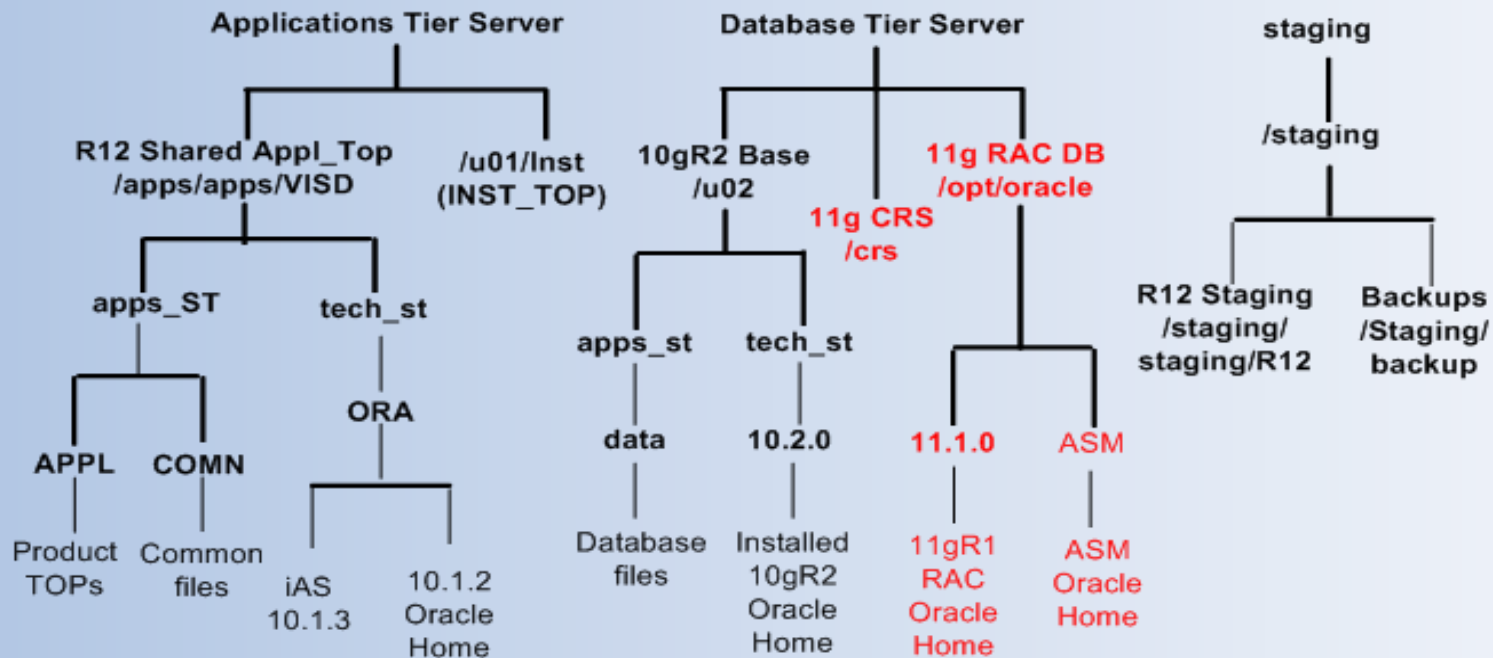 Applications Tier Server
Database Tier Server
staging
R12 Shared Appl_Top
/apps/apps/VISD
/u01/Inst
(INST_TOP)
10gR2 Base
/u02
11g CRS
/crs
11g RAC DB
/opt/oracle
/staging
apps_ST
tech_st
apps_st
tech_st
R12 Staging
/staging/
staging/R12
Backups
/Staging/
backup
APPL
COMN
ORA
data
10.2.0
11.1.0
ASM
Product
TOPs
Common
files
iAS
10.1.3
10.1.2
Oracle
Home
Database
files
Installed
10gR2
Oracle
Home
11gR1
RAC
Oracle
Home
ASM
Oracle
Home